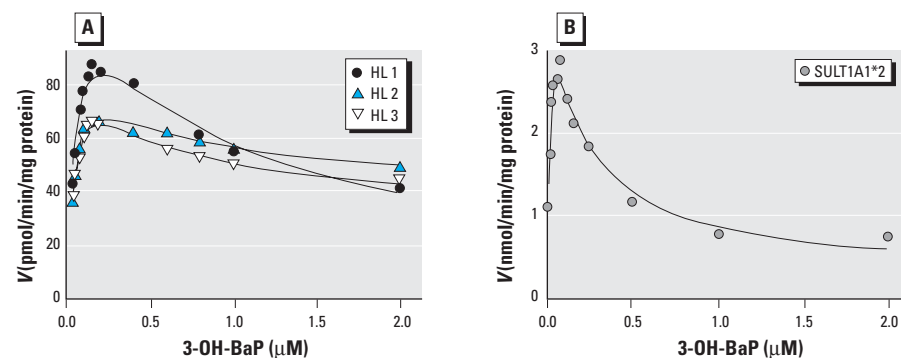 A
V(pmol/min/mg protein)
80
60
40
20
0
0.0 0.5 1.0 1.5 2.0
3-OH-BaP (μM)
HL 1
HL 2
HL 3
B
V(nmol/min/mg protein)
3
2
1
0
0.0 0.5 1.0 1.5 2.0
3-OH-BaP (μM)
SULT1A1*2